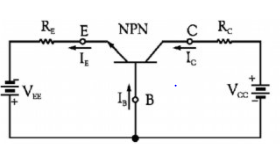 R_E E NPN C R_C
I_E I_C
- V_EE + I_B B V_CC + -